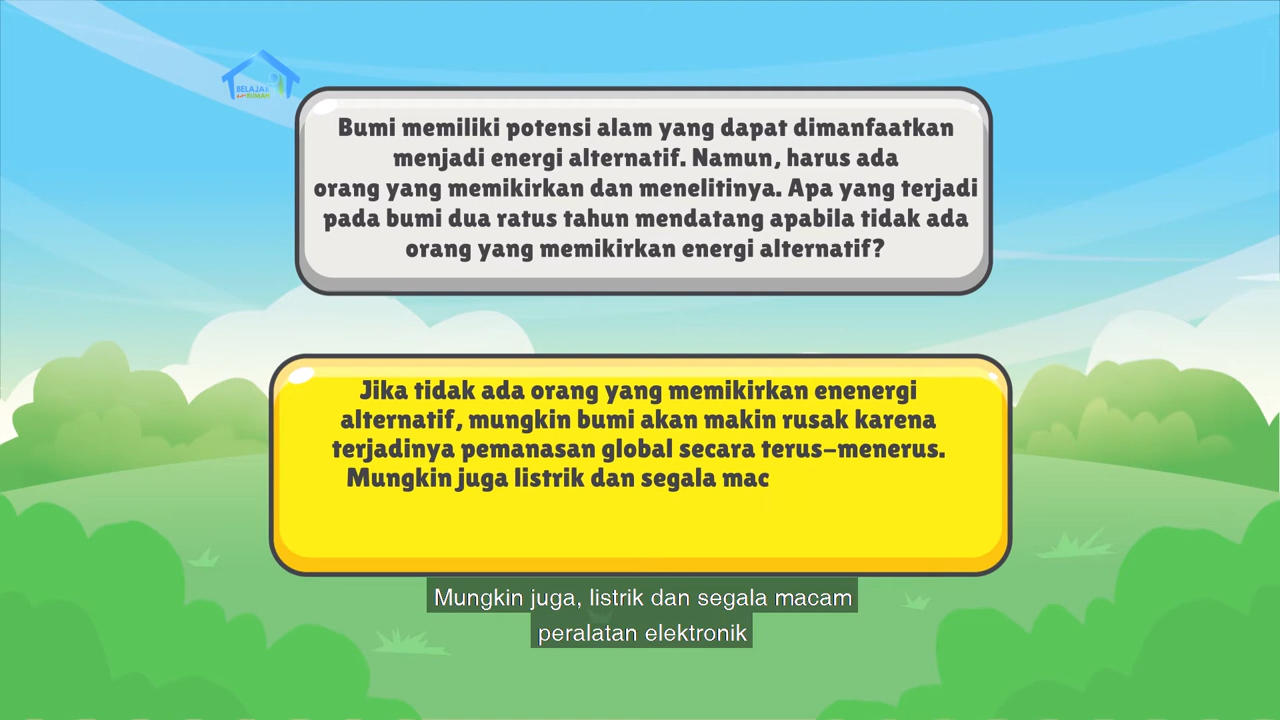 BELAJAR
dari RUMAH
Bumi memiliki potensi alam yang dapat dimanfaatkan
menjadi energi alternatif. Namun, harus ada
orang yang memikirkan dan menelitinya. Apa yang terjadi
pada bumi dua ratus tahun mendatang apabila tidak ada
orang yang memikirkan energi alternatif?
Jika tidak ada orang yang memikirkan enenergi
alternatif, mungkin bumi akan makin rusak karena
terjadinya pemanasan global secara terus-menerus.
Mungkin juga listrik dan segala mac
Mungkin juga, listrik dan segala macam
peralatan elektronik